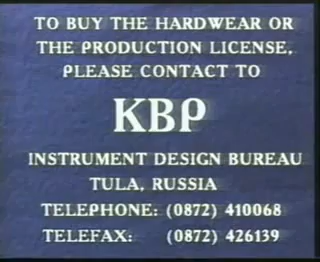 TO BUY THE HARDWEAR OR
THE PRODUCTION LICENSE,
PLEASE CONTACT TO
KBP
INSTRUMENT DESIGN BUREAU
TULA, RUSSIA
TELEPHONE: (0872) 410068
TELEFAX: (0872) 426139